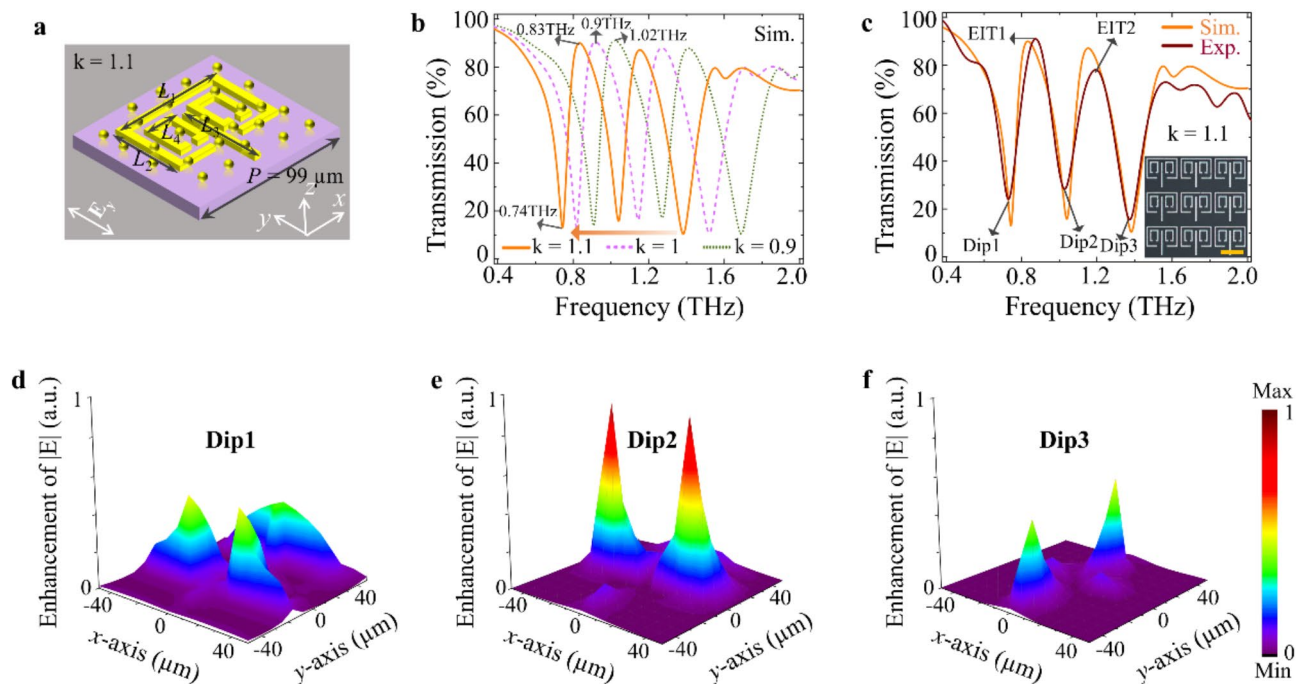 a
k = 1.1
L1
L4
L3
L2
P = 99 μm
Ey
z
y
x
b
0.83THz
0.9THz
1.02THz
Sim.
Transmission (%)
100
80
60
40
20
0
0.74THz
k = 1.1
k = 1
k = 0.9
0.4
0.8
1.2
1.6
2.0
Frequency (THz)
c
EIT1
EIT2
Sim.
Exp.
Transmission (%)
100
80
60
40
20
0
k = 1.1
Dip1
Dip2
Dip3
0.4
0.8
1.2
1.6
2.0
Frequency (THz)
d
Enhancement of |E| (a.u.)
1
0
Dip1
-40
0
40
x-axis (μm)
-40
0
40
y-axis (μm)
e
Enhancement of |E| (a.u.)
1
0
Dip2
-40
0
40
x-axis (μm)
-40
0
40
y-axis (μm)
f
Enhancement of |E| (a.u.)
1
0
Dip3
-40
0
40
x-axis (μm)
-40
0
40
y-axis (μm)
Max
1
0
Min